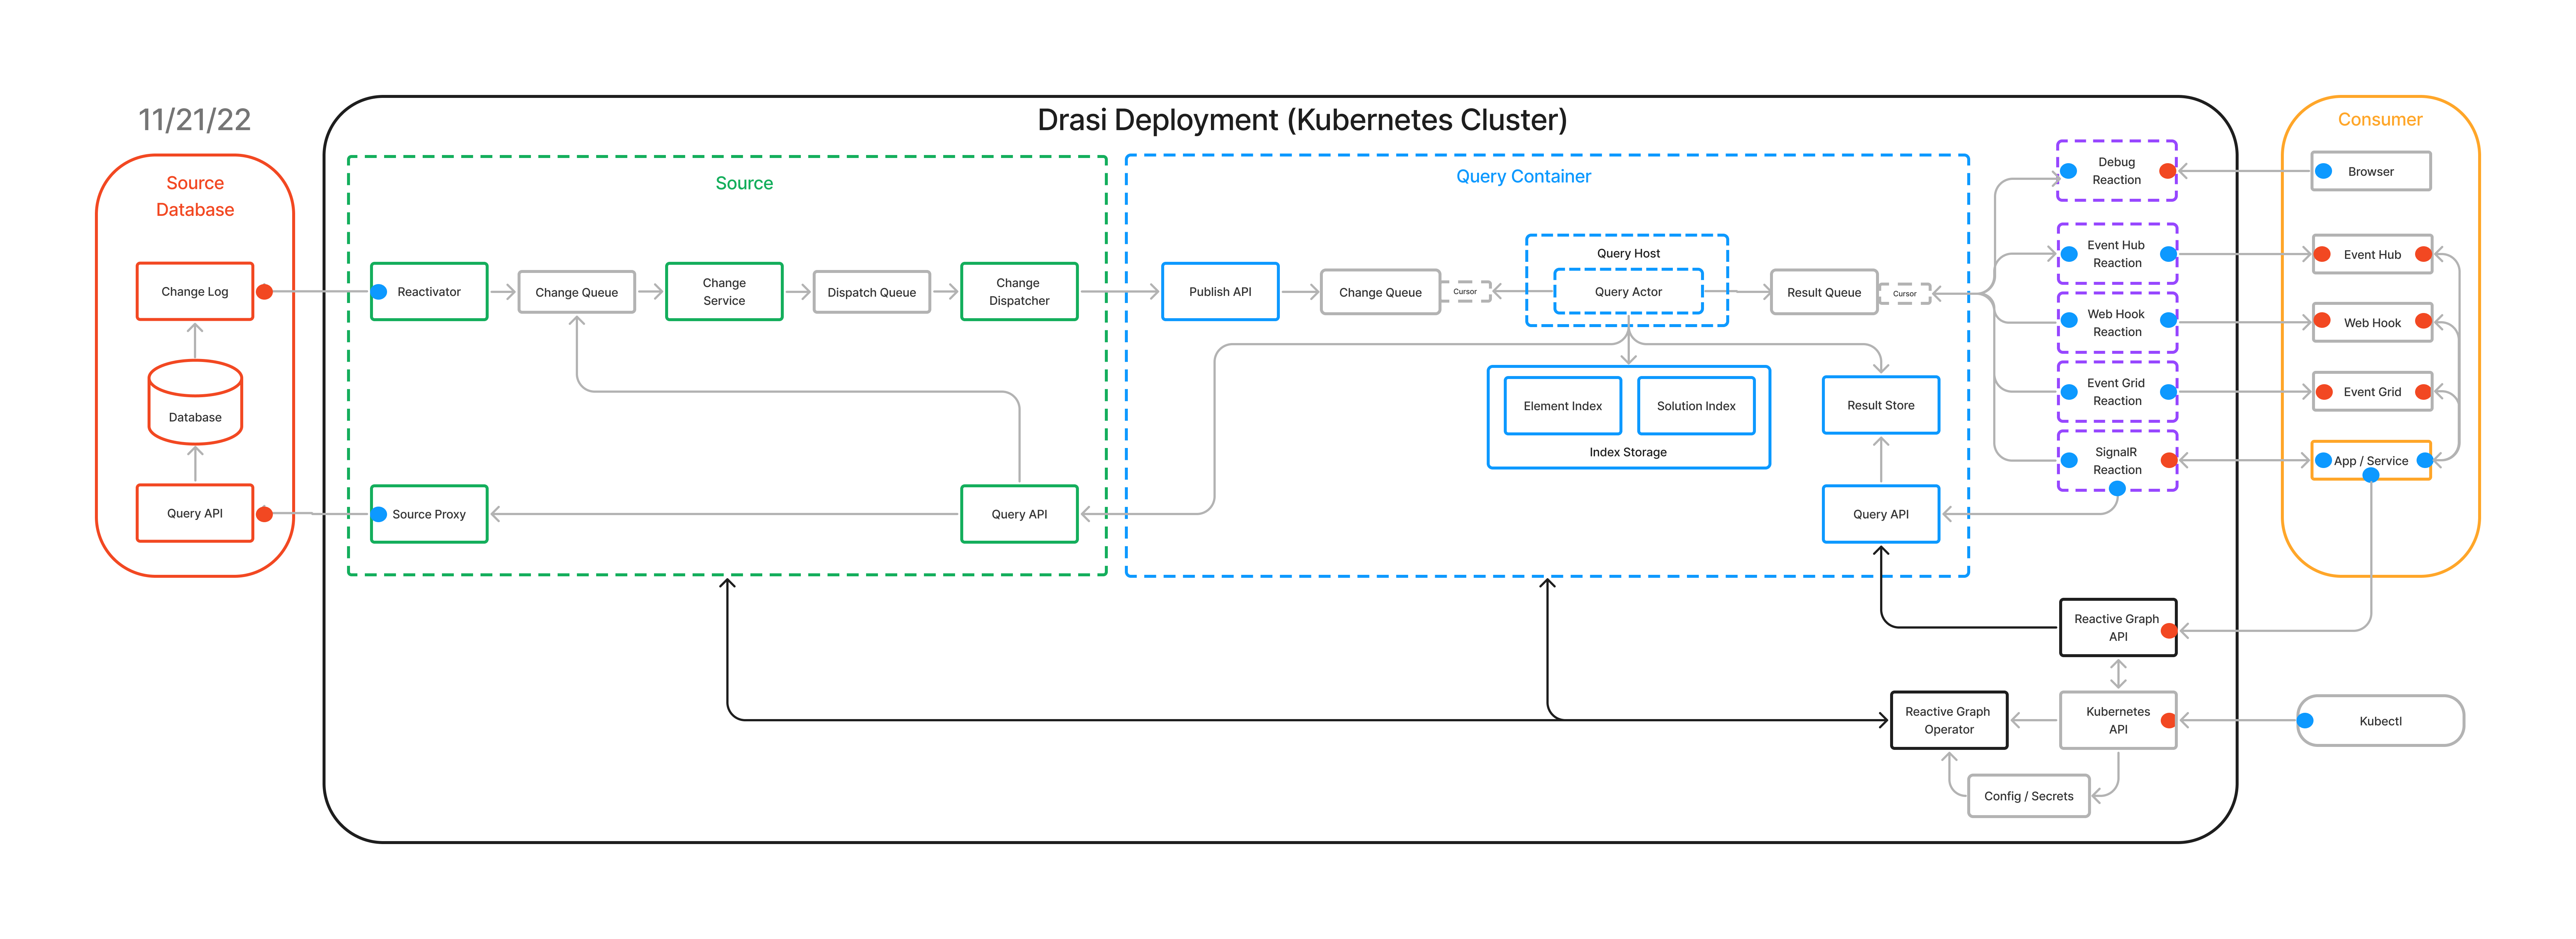 11/21/22
Drasi Deployment (Kubernetes Cluster)
Source
Database
Change Log
Database
Query API
Source
Reactivator
Change Queue
Change
Service
Dispatch Queue
Change
Dispatcher
Source Proxy
Query API
Query Container
Publish API
Change Queue
Cursor
Query Host
Query Actor
Result Queue
Cursor
Element Index
Solution Index
Index Storage
Result Store
Query API
Debug
Reaction
Event Hub
Reaction
Web Hook
Reaction
Event Grid
Reaction
SignalR
Reaction
Consumer
Browser
Event Hub
Web Hook
Event Grid
App / Service
Reactive Graph
API
Reactive Graph
Operator
Kubernetes
API
Kubectl
Config / Secrets